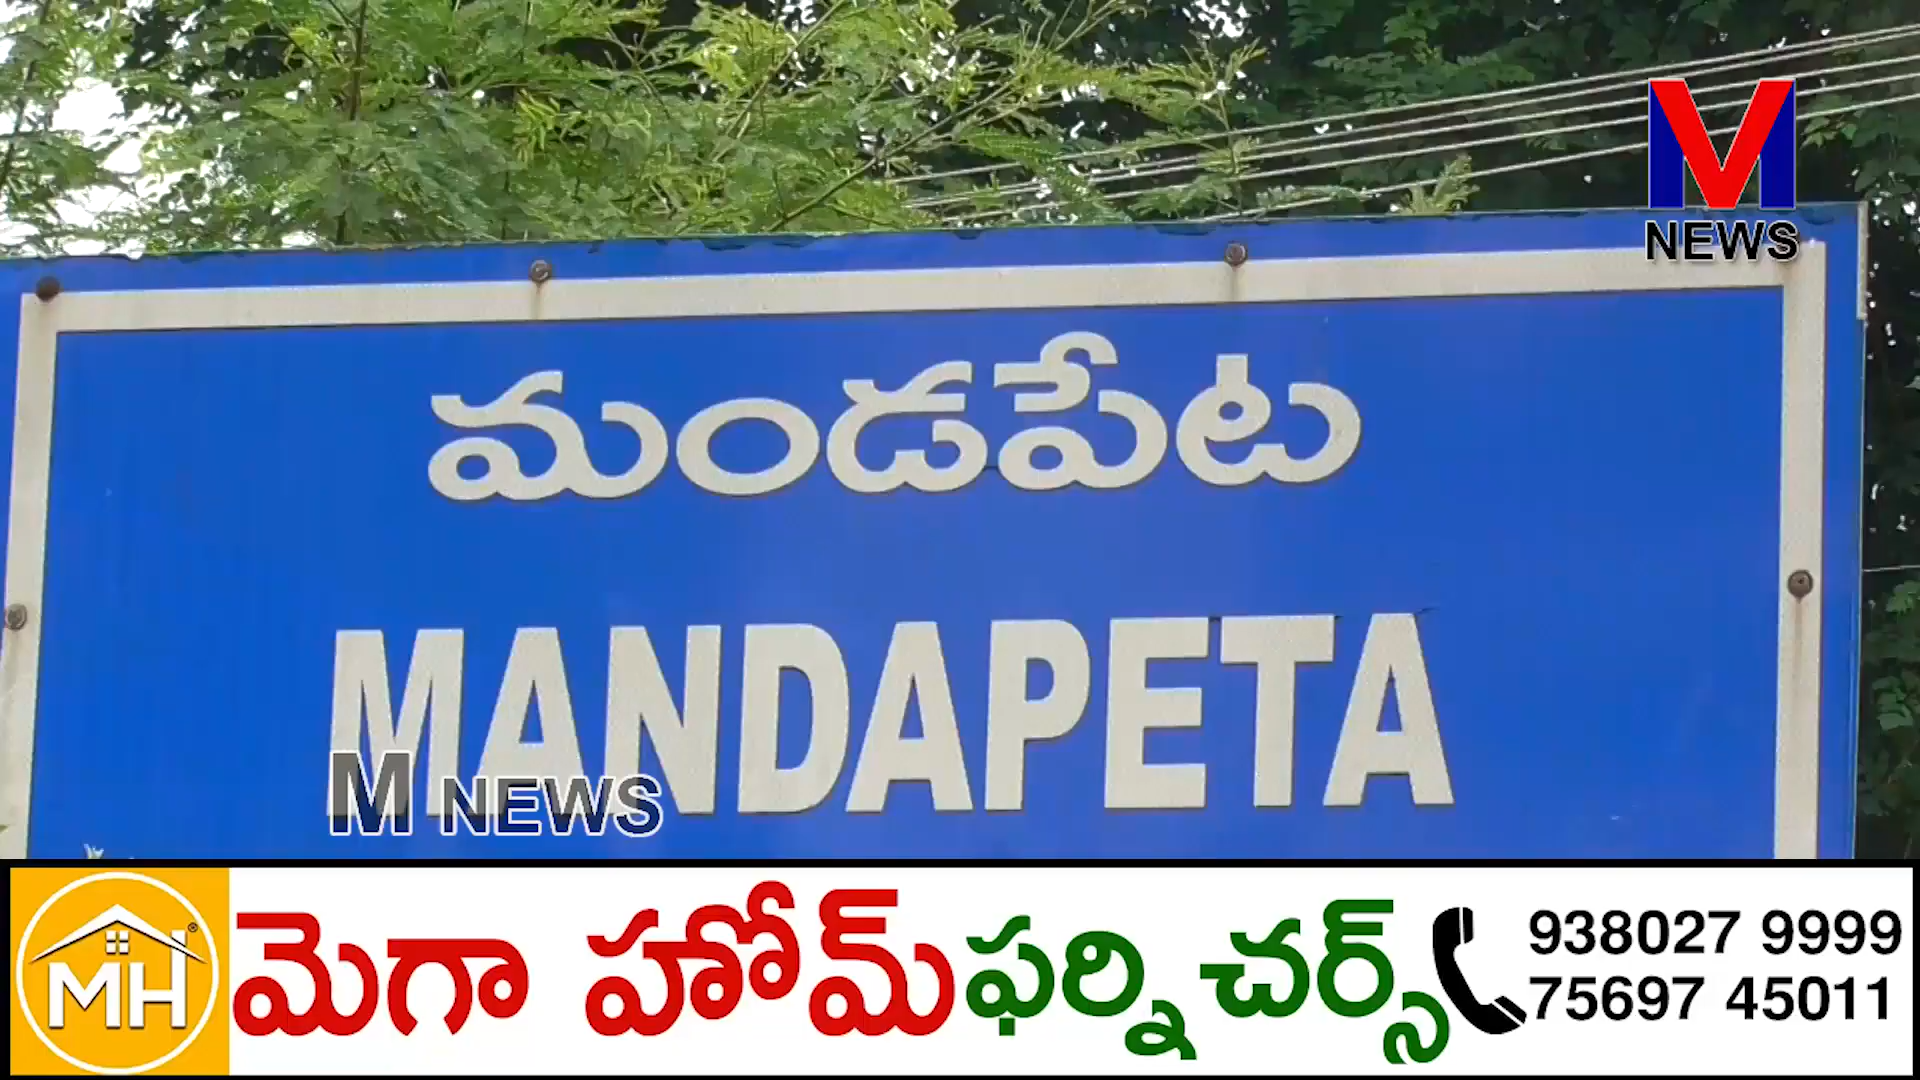 M
NEWS
మండపేట
MANDAPETA
M NEWS
MH
మెగా హోమ్ ఫర్నిచర్స్
938027 9999
75697 45011